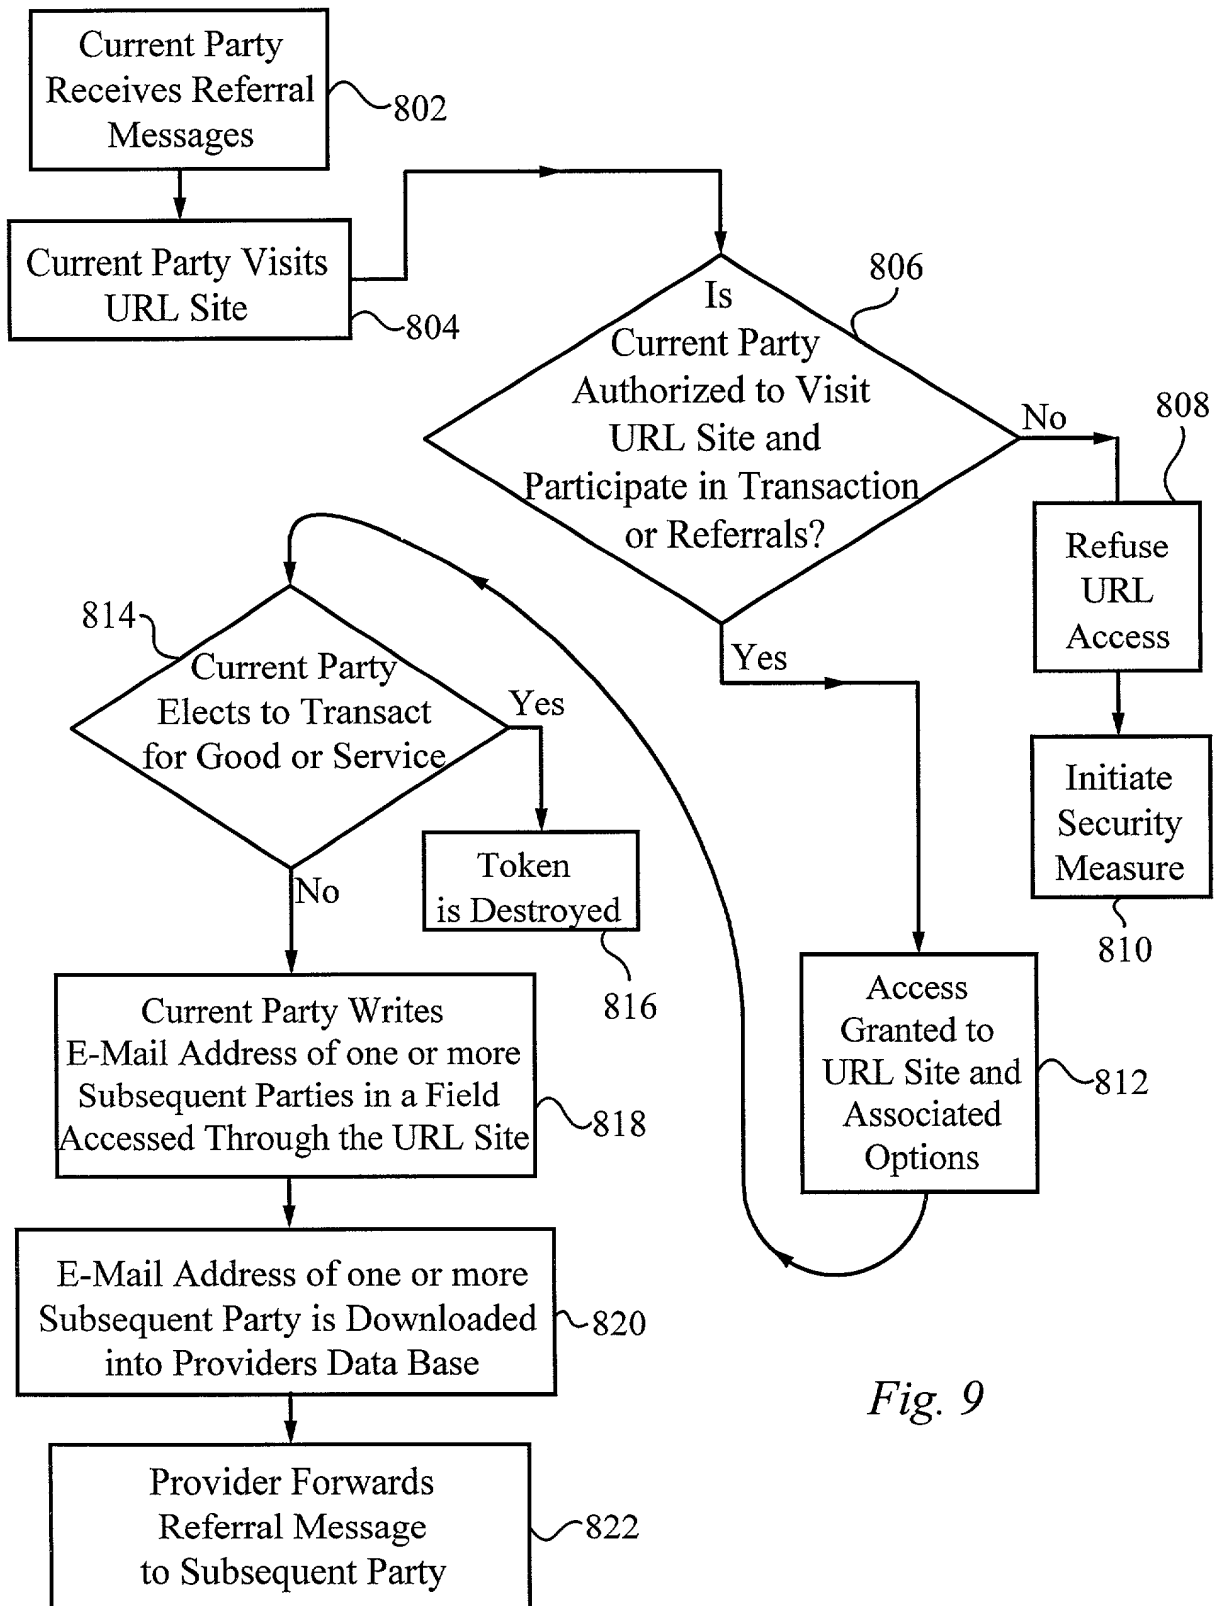 Current Party
Receives Referral
Messages
802
Current Party Visits
URL Site
804
Is
Current Party
Authorized to Visit
URL Site and
Participate in Transaction
or Referrals?
806
No
808
Refuse
URL
Access
Initiate
Security
Measure
810
Yes
Access
Granted to
URL Site and
Associated
Options
812
814
Current Party
Elects to Transact
for Good or Service
Yes
Token
is Destroyed
816
No
Current Party Writes
E-Mail Address of one or more
Subsequent Parties in a Field
Accessed Through the URL Site
818
E-Mail Address of one or more
Subsequent Party is Downloaded
into Providers Data Base
820
Provider Forwards
Referral Message
to Subsequent Party
822
Fig. 9